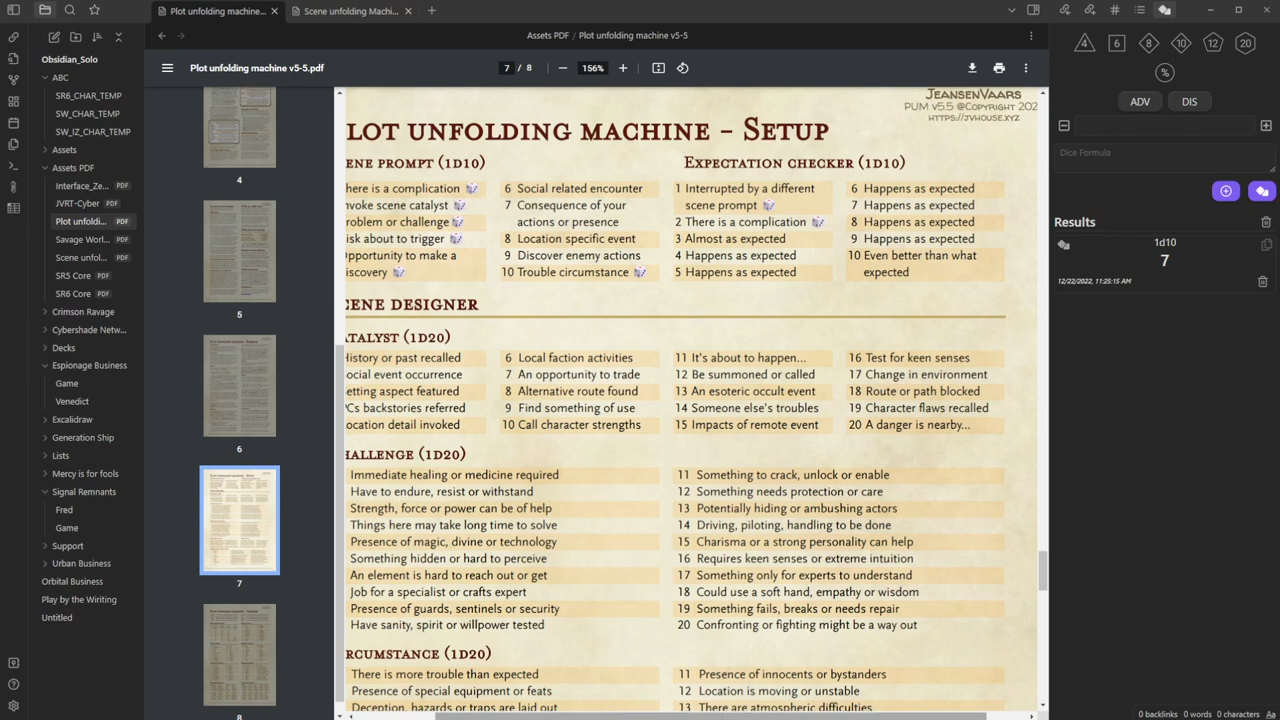 Plot unfolding machine...
Scene unfolding Machi...
Obsidian_Solo
ABC
SR6_CHAR_TEMP
SW_CHAR_TEMP
SW_IZ_CHAR_TEMP
Assets
Assets PDF
Interface_Ze... PDF
JVRT-Cyber PDF
Plot unfoldi... PDF
Savage Worl... PDF
Scene unfol... PDF
SR5 Core PDF
SR6 Core PDF
Crimson Ravage
Cybershade Netw...
Decks
Espionage Business
Game
Venedict
Excalidraw
Generation Ship
Lists
Mercy is for fools
Signal Remnants
Fred
Game
Support
Urban Business
Orbital Business
Play by the Writing
Untitled
Assets PDF / Plot unfolding machine v5-5
Plot unfolding machine v5-5.pdf
7 / 8
156%
4
5
6
7
8
JeansenVaars
PUM v5.5 @Copyright 202
https://jvhouse.xyz
LOT UNFOLDING MACHINE – SETUP
ENE PROMPT (1D10)
here is a complication
nvoke scene catalyst
roblem or challenge
isk about to trigger
pportunity to make a
iscovery
6 Social related encounter
7 Consequence of your
actions or presence
8 Location specific event
9 Discover enemy actions
10 Trouble circumstance
EXPECTATION CHECKER (1D10)
1 Interrupted by a different
scene prompt
2 There is a complication
3 Almost as expected
4 Happens as expected
5 Happens as expected
6 Happens as expected
7 Happens as expected
8 Happens as expected
9 Happens as expected
10 Even better than what
expected
CENE DESIGNER
ATALYST (1D20)
History or past recalled
ocial event occurrence
etting aspect featured
Cs backstories referred
ocation detail invoked
6 Local faction activities
7 An opportunity to trade
8 Alternative route found
9 Find something of use
10 Call character strengths
11 It's about to happen...
12 Be summoned or called
13 An esoteric occult event
14 Someone else's troubles
15 Impacts of remote event
16 Test for keen senses
17 Change in environment
18 Route or path blocked
19 Character flaws recalled
20 A danger is nearby...
HALLENGE (1D20)
Immediate healing or medicine required
Have to endure, resist or withstand
Strength, force or power can be of help
Things here may take long time to solve
Presence of magic, divine or technology
Something hidden or hard to perceive
An element is hard to reach out or get
Job for a specialist or crafts expert
Presence of guards, sentinels or security
Have sanity, spirit or willpower tested
11 Something to crack, unlock or enable
12 Something needs protection or care
13 Potentially hiding or ambushing actors
14 Driving, piloting, handling to be done
15 Charisma or a strong personality can help
16 Requires keen senses or extreme intuition
17 Something only for experts to understand
18 Could use a soft hand, empathy or wisdom
19 Something fails, breaks or needs repair
20 Confronting or fighting might be a way out
RCUMSTANCE (1D20)
There is more trouble than expected
Presence of special equipment or feats
Deception, hazards or traps are laid out
11 Presence of innocents or bystanders
12 Location is moving or unstable
13 There are atmospheric difficulties
4 6 8 10 12 20
%
ADV DIS
Dice Formula
Results
1d10
7
12/22/2022, 11:25:15 AM
0 backlinks 0 words 0 characters Aa